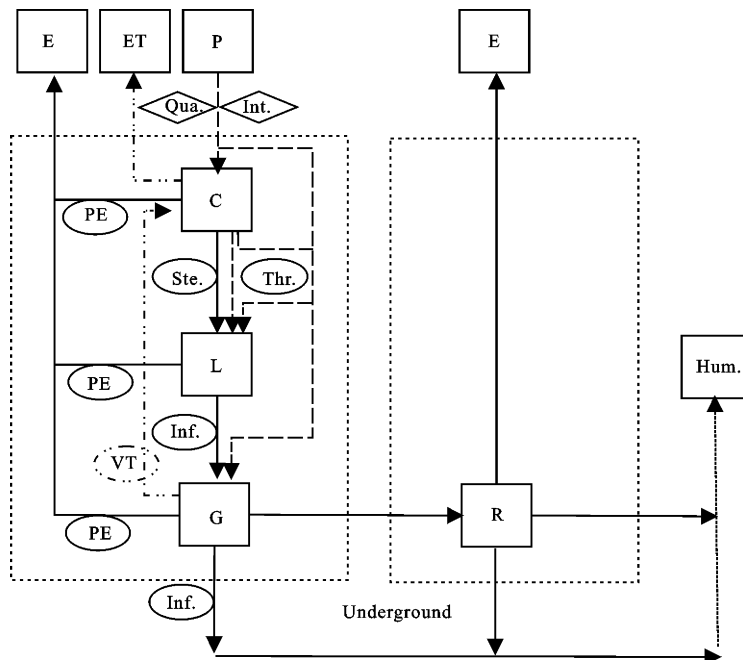 E
ET
P
E
Qua.
Int.
C
PE
Ste.
Thr.
L
Hum.
PE
Inf.
VT
G
R
PE
Inf.
Underground